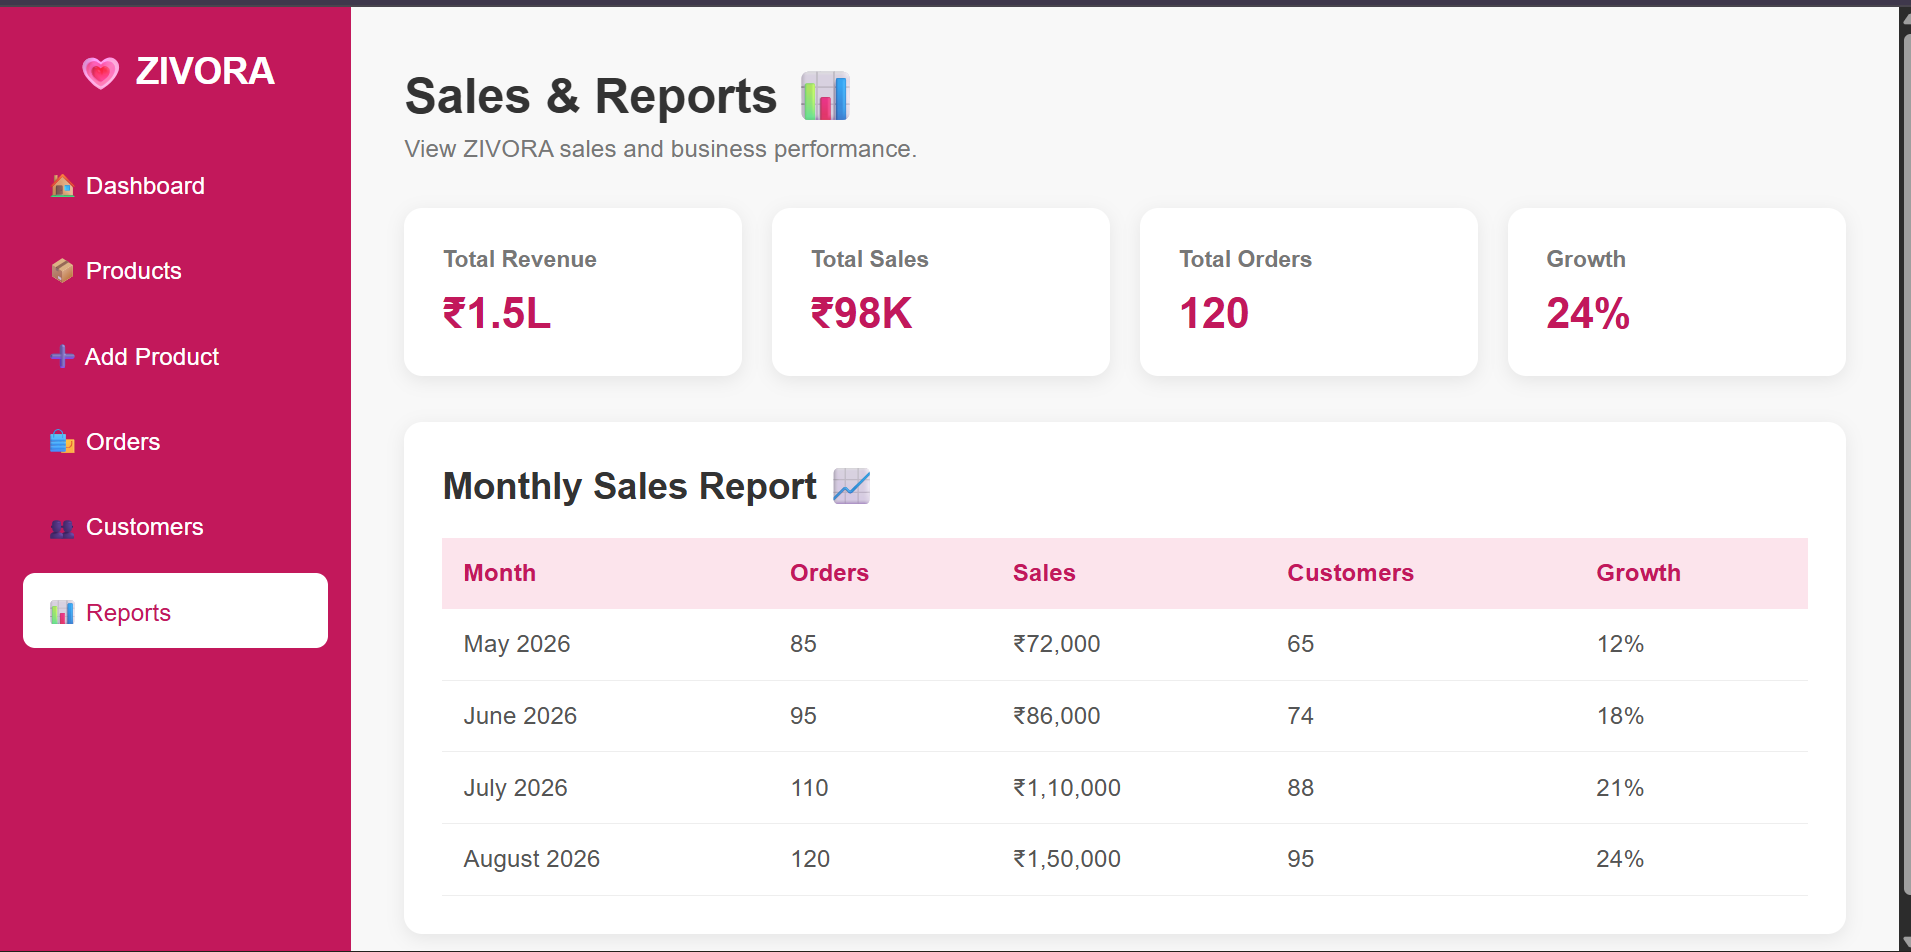 ZIVORA
Dashboard
Products
Add Product
Orders
Customers
Reports
Sales & Reports
View ZIVORA sales and business performance.
Total Revenue
₹1.5L
Total Sales
₹98K
Total Orders
120
Growth
24%
Monthly Sales Report
Month Orders Sales Customers Growth
May 2026 85 ₹72,000 65 12%
June 2026 95 ₹86,000 74 18%
July 2026 110 ₹1,10,000 88 21%
August 2026 120 ₹1,50,000 95 24%